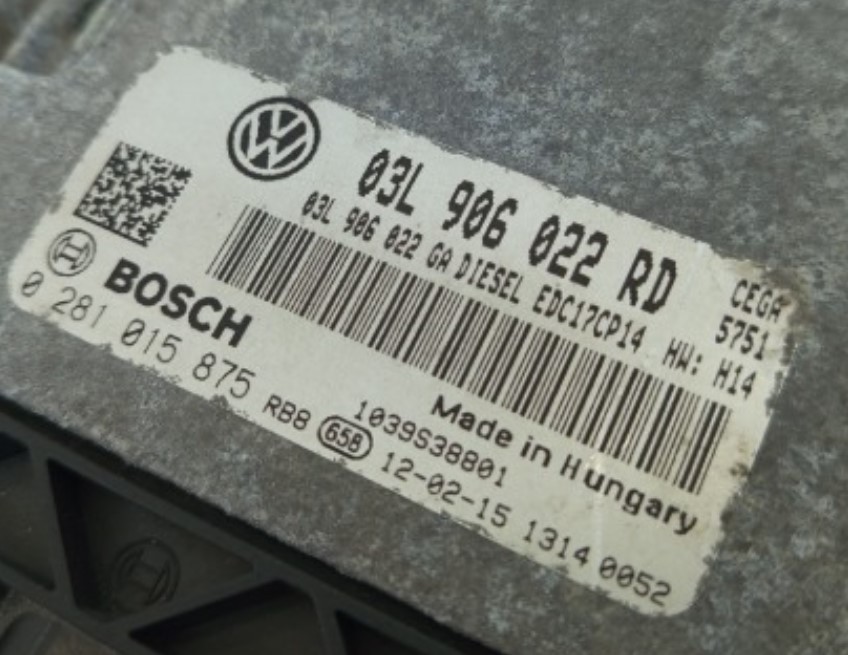 03L 906 022 RD
03L 906 022 GA DIESEL EDC17CP14 HW: H14
CEGA
5751
BOSCH
0 281 015 875 RB8 658
1039S38801
Made in Hungary
12-02-15 1314 0052